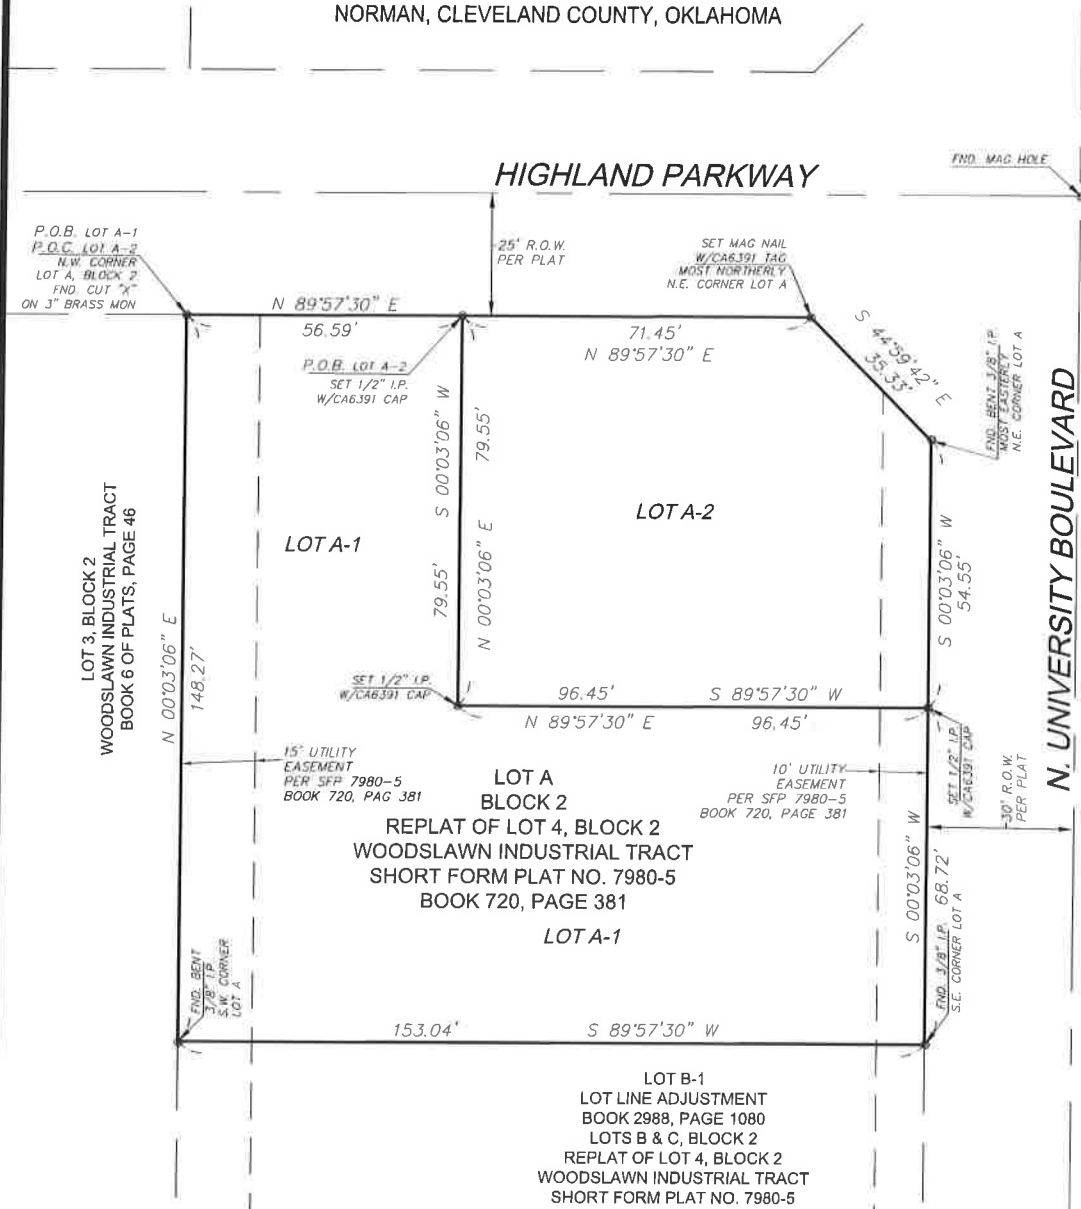 NORMAN, CLEVELAND COUNTY, OKLAHOMA
HIGHLAND PARKWAY
FND. MAG HOLE
P.O.B. LOT A-1
P.O.C. LOT A-2
N.W. CORNER
LOT A, BLOCK 2
FND. CUT "X"
ON 3" BRASS MON
25' R.O.W.
PER PLAT
SET MAG NAIL
W/CA6391 TAG
MOST NORTHERLY
N.E. CORNER LOT A
N 89°57'30" E
56.59'
71.45'
N 89°57'30" E
S 44°59'42" E
35.33'
P.O.B. LOT A-2
SET 1/2" I.P.
W/CA6391 CAP
FND. BENT 3/8" I.P.
MOST EASTERLY
N.E. CORNER LOT A
N. UNIVERSITY BOULEVARD
S 00°03'06" W
79.55'
79.55'
N 00°03'06" E
LOT A-1
LOT A-2
S 00°03'06" W
54.55'
LOT 3, BLOCK 2
WOODSLAWN INDUSTRIAL TRACT
BOOK 6 OF PLATS, PAGE 46
N 00°03'06" E
148.27'
SET 1/2" I.P.
W/CA6391 CAP
96.45'
S 89°57'30" W
N 89°57'30" E
96.45'
15' UTILITY
EASEMENT
PER SFP 7980-5
BOOK 720, PAG 381
10' UTILITY
EASEMENT
PER SFP 7980-5
BOOK 720, PAGE 381
SET 1/2" I.P.
W/CA6391 CAP
30' R.O.W.
PER PLAT
LOT A
BLOCK 2
REPLAT OF LOT 4, BLOCK 2
WOODSLAWN INDUSTRIAL TRACT
SHORT FORM PLAT NO. 7980-5
BOOK 720, PAGE 381
LOT A-1
S 00°03'06" W
68.72'
FND. 3/8" I.P.
S.E. CORNER LOT A
FND. BENT
3/8" I.P.
S.W. CORNER
LOT A
153.04'
S 89°57'30" W
LOT B-1
LOT LINE ADJUSTMENT
BOOK 2988, PAGE 1080
LOTS B & C, BLOCK 2
REPLAT OF LOT 4, BLOCK 2
WOODSLAWN INDUSTRIAL TRACT
SHORT FORM PLAT NO. 7980-5